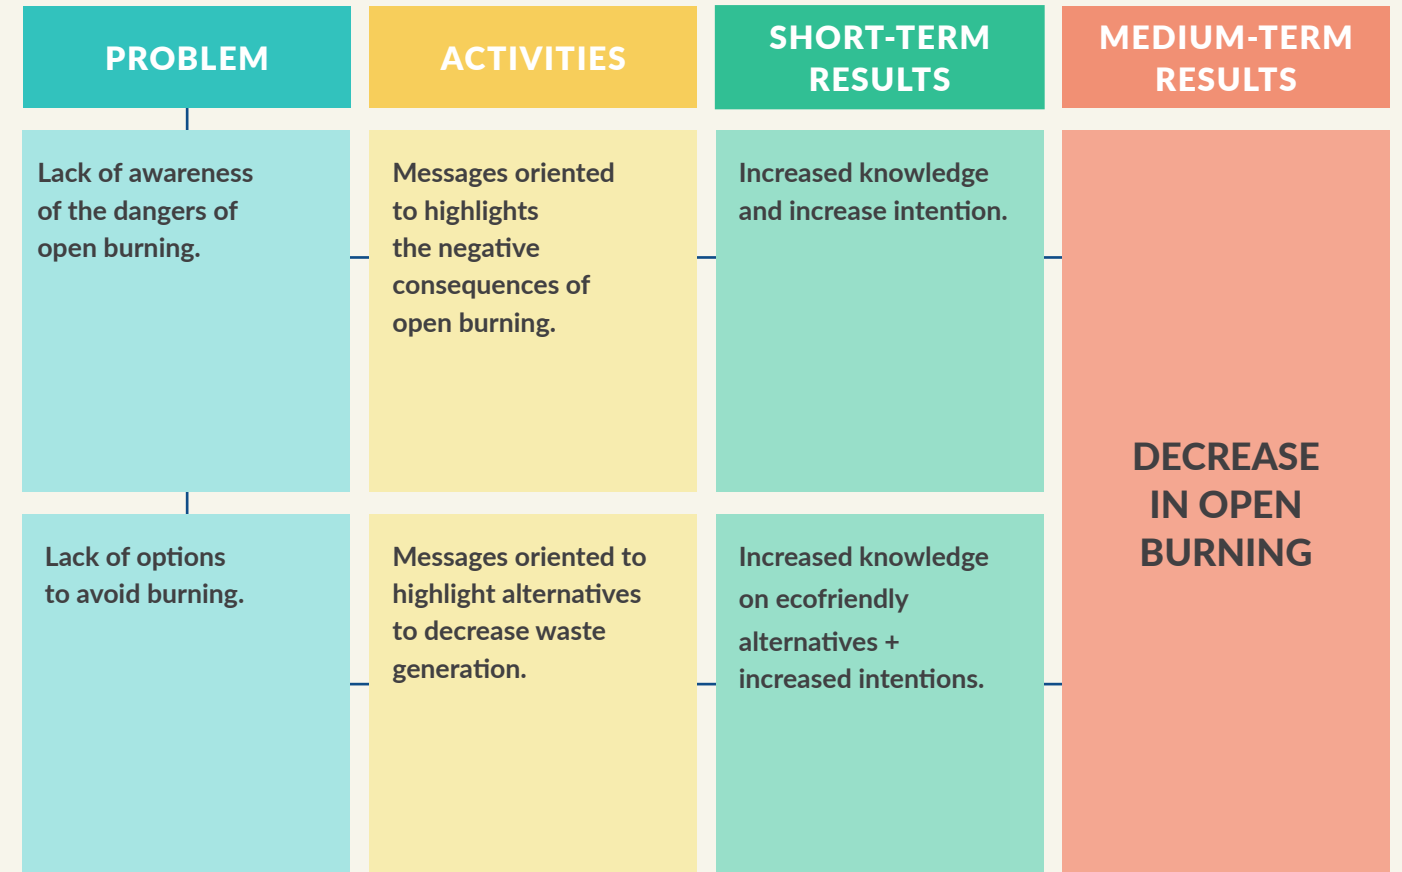 PROBLEM
ACTIVITIES
SHORT-TERM
RESULTS
MEDIUM-TERM
RESULTS
Lack of awareness
of the dangers of
open burning.
Messages oriented
to highlights
the negative
consequences of
open burning.
Increased knowledge
and increase intention.
Lack of options
to avoid burning.
Messages oriented to
highlight alternatives
to decrease waste
generation.
Increased knowledge
on ecofriendly
alternatives +
increased intentions.
DECREASE
IN OPEN
BURNING